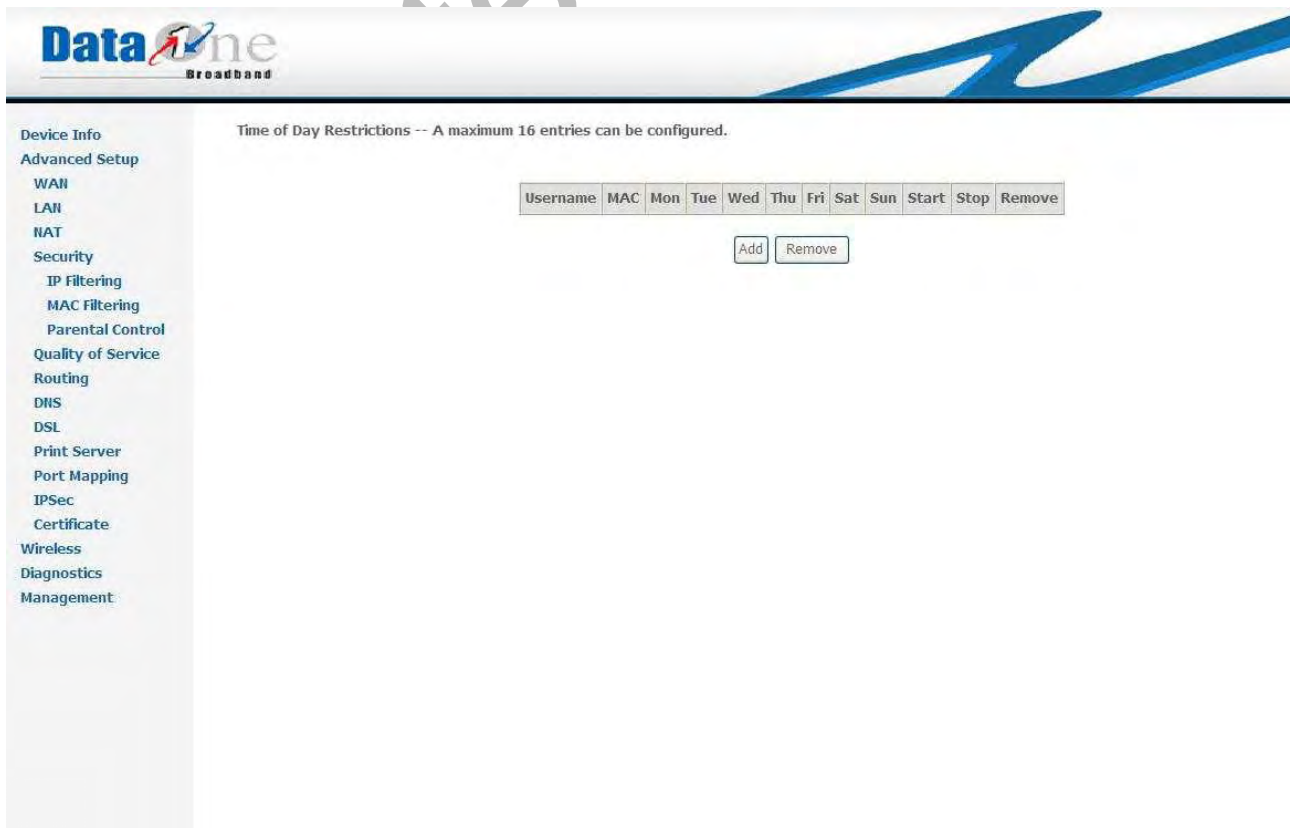 Data One
Broadband
Device Info
Advanced Setup
WAN
LAN
NAT
Security
IP Filtering
MAC Filtering
Parental Control
Quality of Service
Routing
DNS
DSL
Print Server
Port Mapping
IPSec
Certificate
Wireless
Diagnostics
Management
Time of Day Restrictions -- A maximum 16 entries can be configured.
Username MAC Mon Tue Wed Thu Fri Sat Sun Start Stop Remove
Add Remove